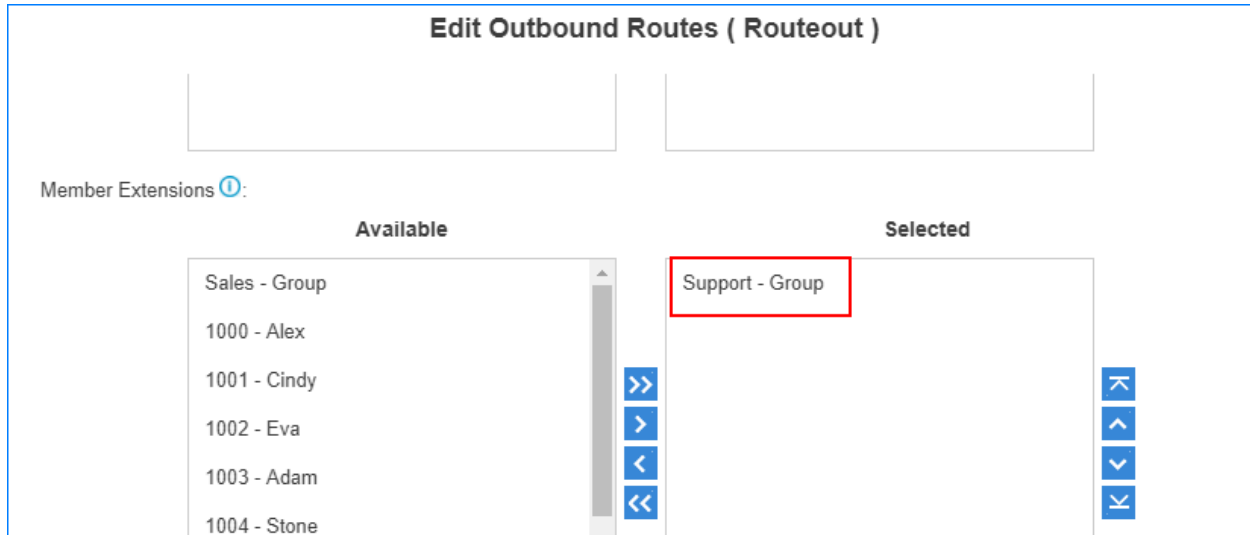 Edit Outbound Routes ( Routeout )
Member Extensions :
Available
Selected
Sales - Group
Support - Group
1000 - Alex
1001 - Cindy
1002 - Eva
1003 - Adam
1004 - Stone